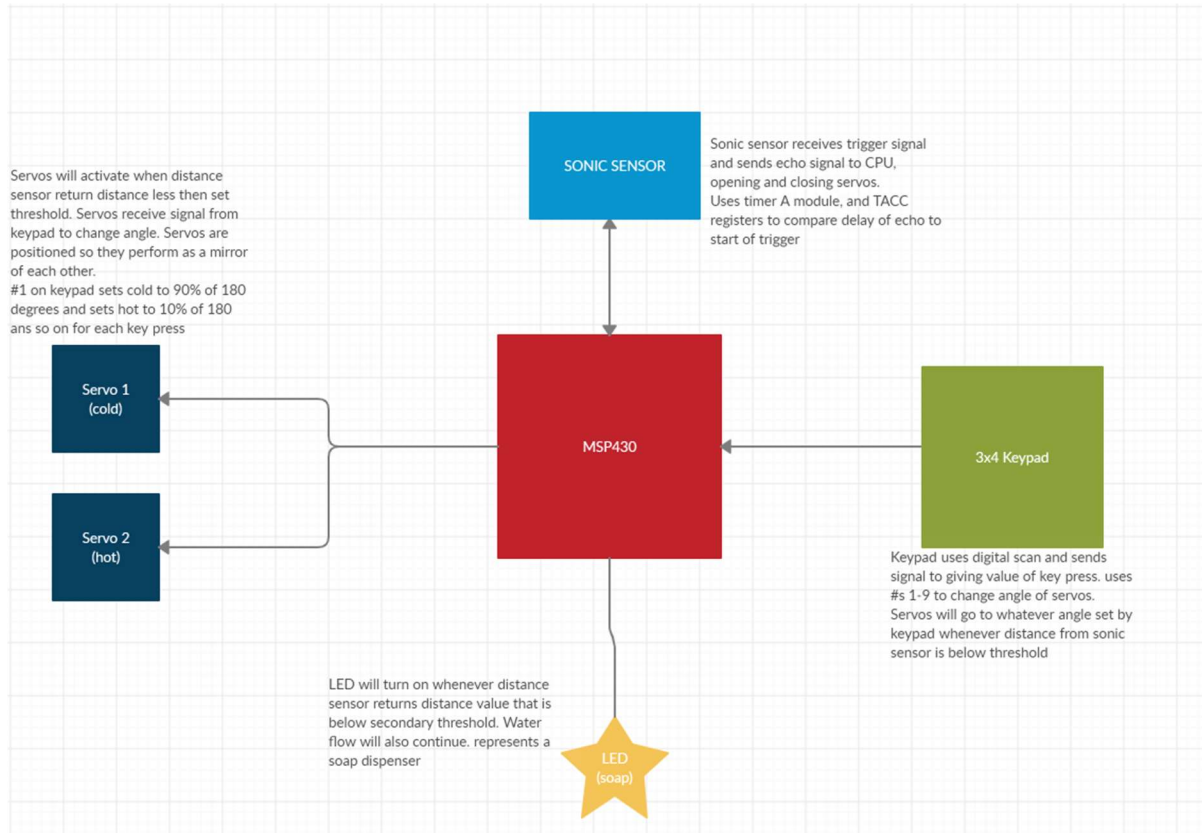 SONIC SENSOR
Sonic sensor receives trigger signal
and sends echo signal to CPU,
opening and closing servos.
Uses timer A module, and TACC
registers to compare delay of echo to
start of trigger
Servos will activate when distance
sensor return distance less then set
threshold. Servos receive signal from
keypad to change angle. Servos are
positioned so they perform as a mirror
of each other.
#1 on keypad sets cold to 90% of 180
degrees and sets hot to 10% of 180
ans so on for each key press
Servo 1
(cold)
Servo 2
(hot)
MSP430
3x4 Keypad
Keypad uses digital scan and sends
signal to giving value of key press. uses
#s 1-9 to change angle of servos.
Servos will go to whatever angle set by
keypad whenever distance from sonic
sensor is below threshold
LED will turn on whenever distance
sensor returns distance value that is
below secondary threshold. Water
flow will also continue. represents a
soap dispenser
LED
(soap)